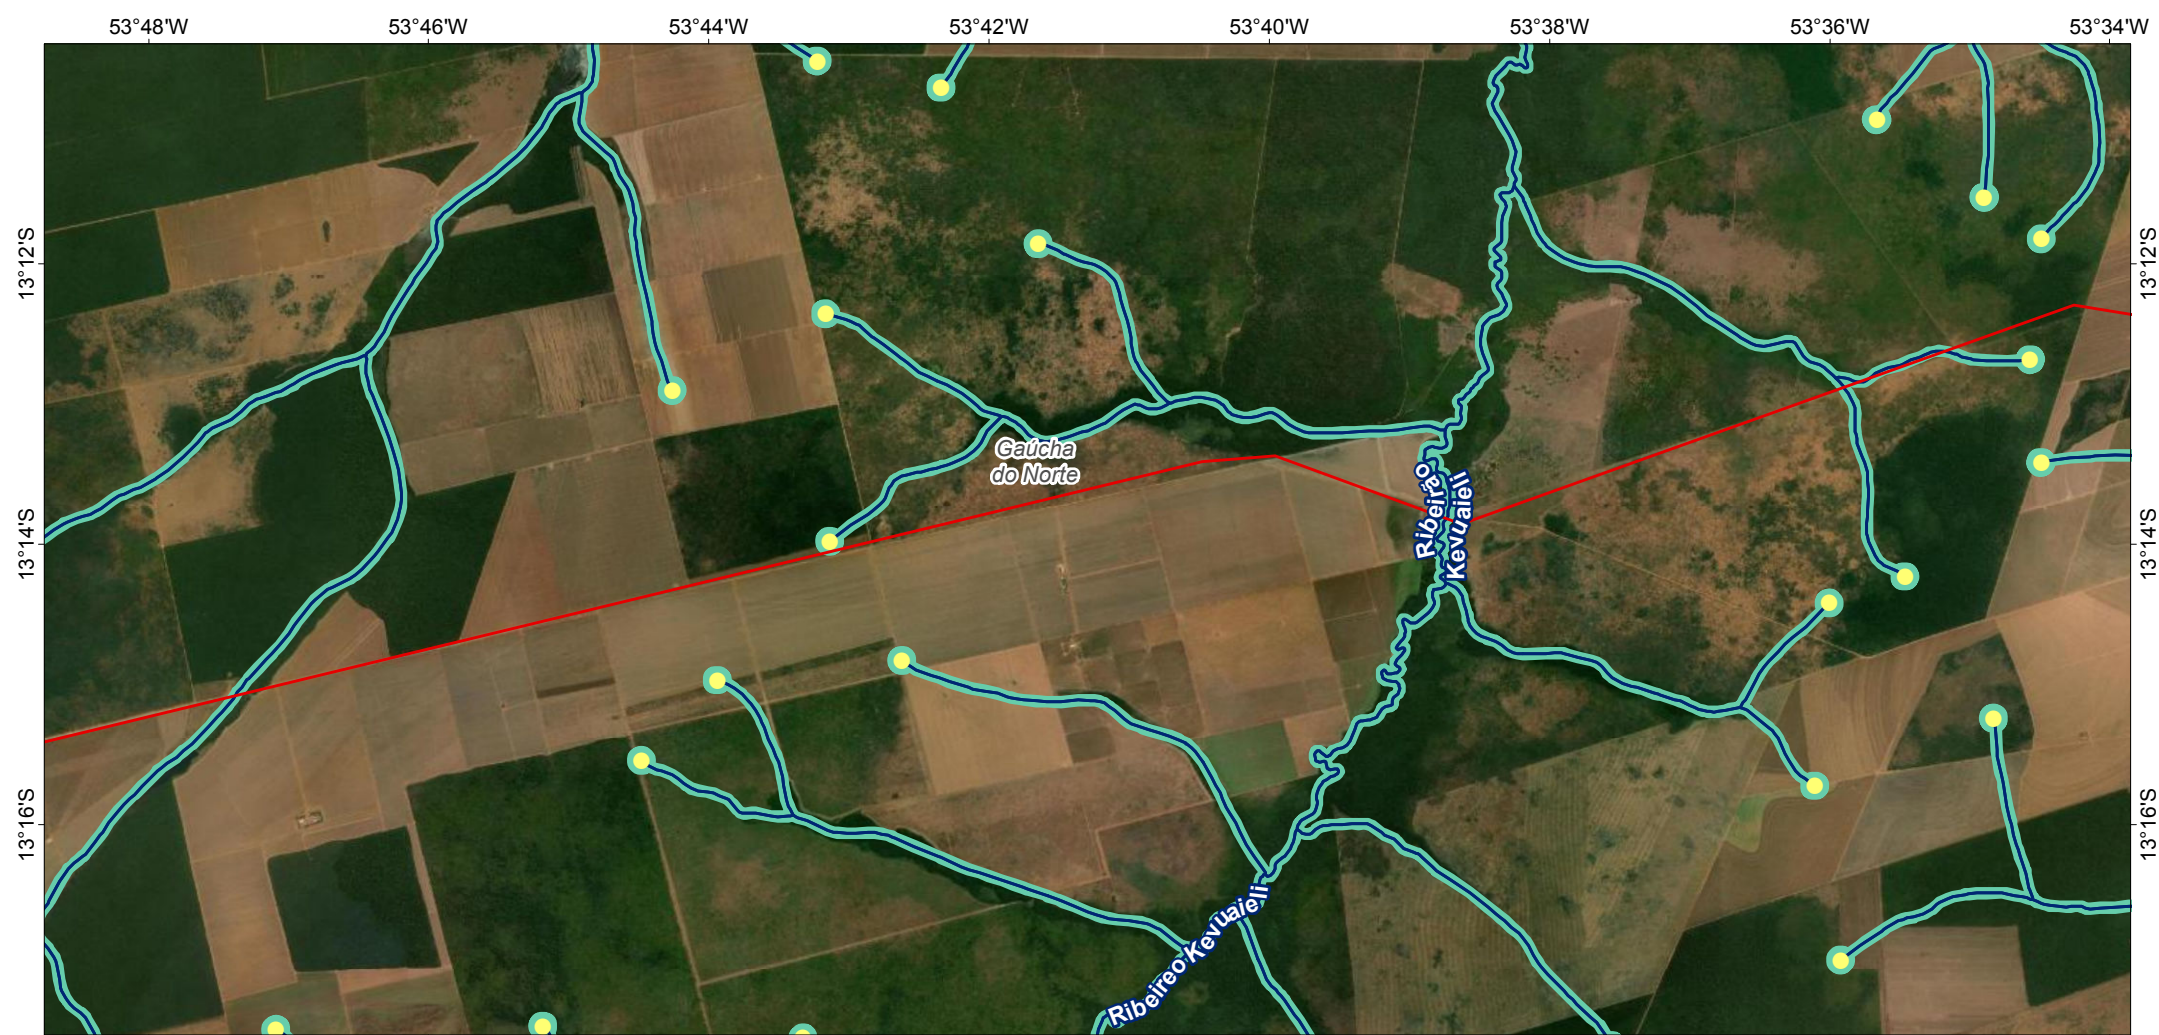 53°48'W 53°46'W 53°44'W 53°42'W 53°40'W 53°38'W 53°36'W 53°34'W
13°12'S
13°12'S
Gaúcha
do Norte
Ribeirão
Kevuaieli
13°14'S
13°14'S
13°16'S
13°16'S
Ribeireo Kevuaieli